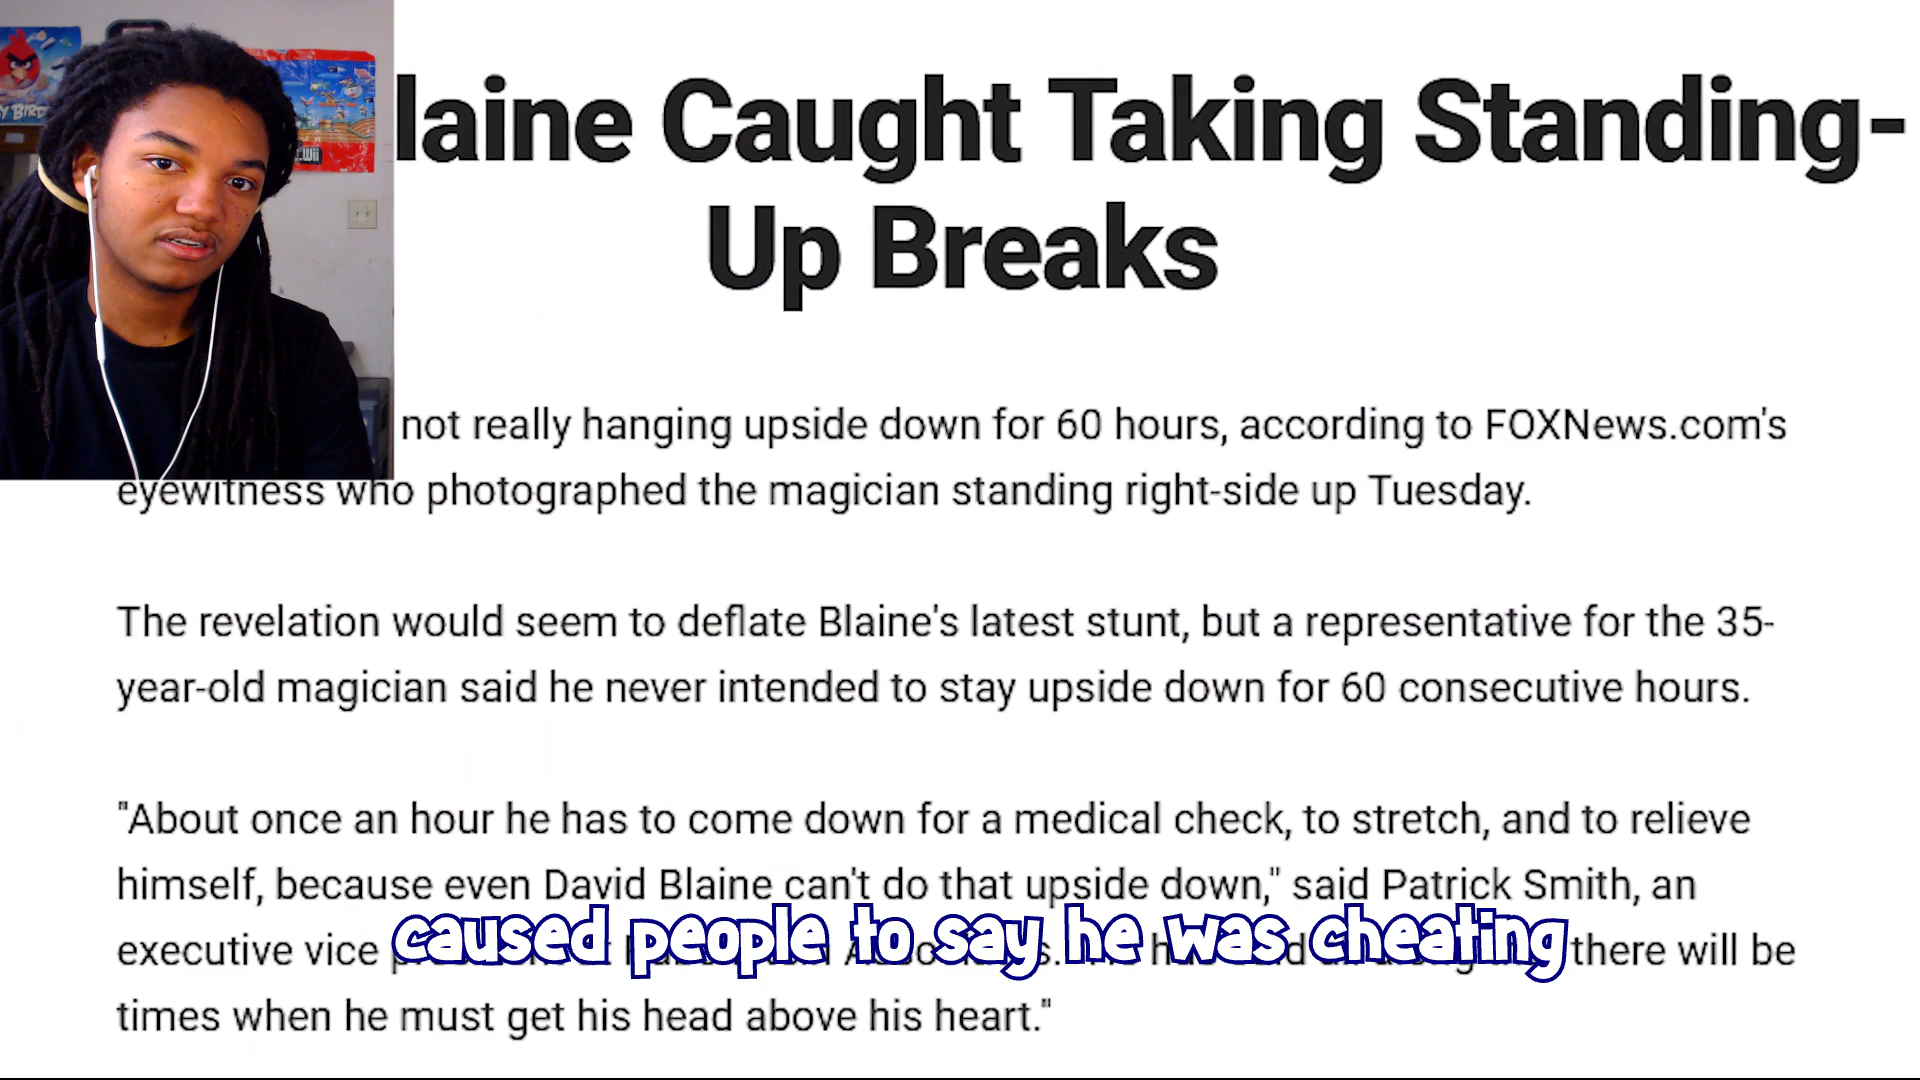 Y BIRD
Wii
laine Caught Taking Standing-
Up Breaks
not really hanging upside down for 60 hours, according to FOXNews.com's
eyewitness who photographed the magician standing right-side up Tuesday.
The revelation would seem to deflate Blaine's latest stunt, but a representative for the 35-
year-old magician said he never intended to stay upside down for 60 consecutive hours.
"About once an hour he has to come down for a medical check, to stretch, and to relieve
himself, because even David Blaine can't do that upside down," said Patrick Smith, an
executive vice
there will be
caused people to say he was cheating
times when he must get his head above his heart."